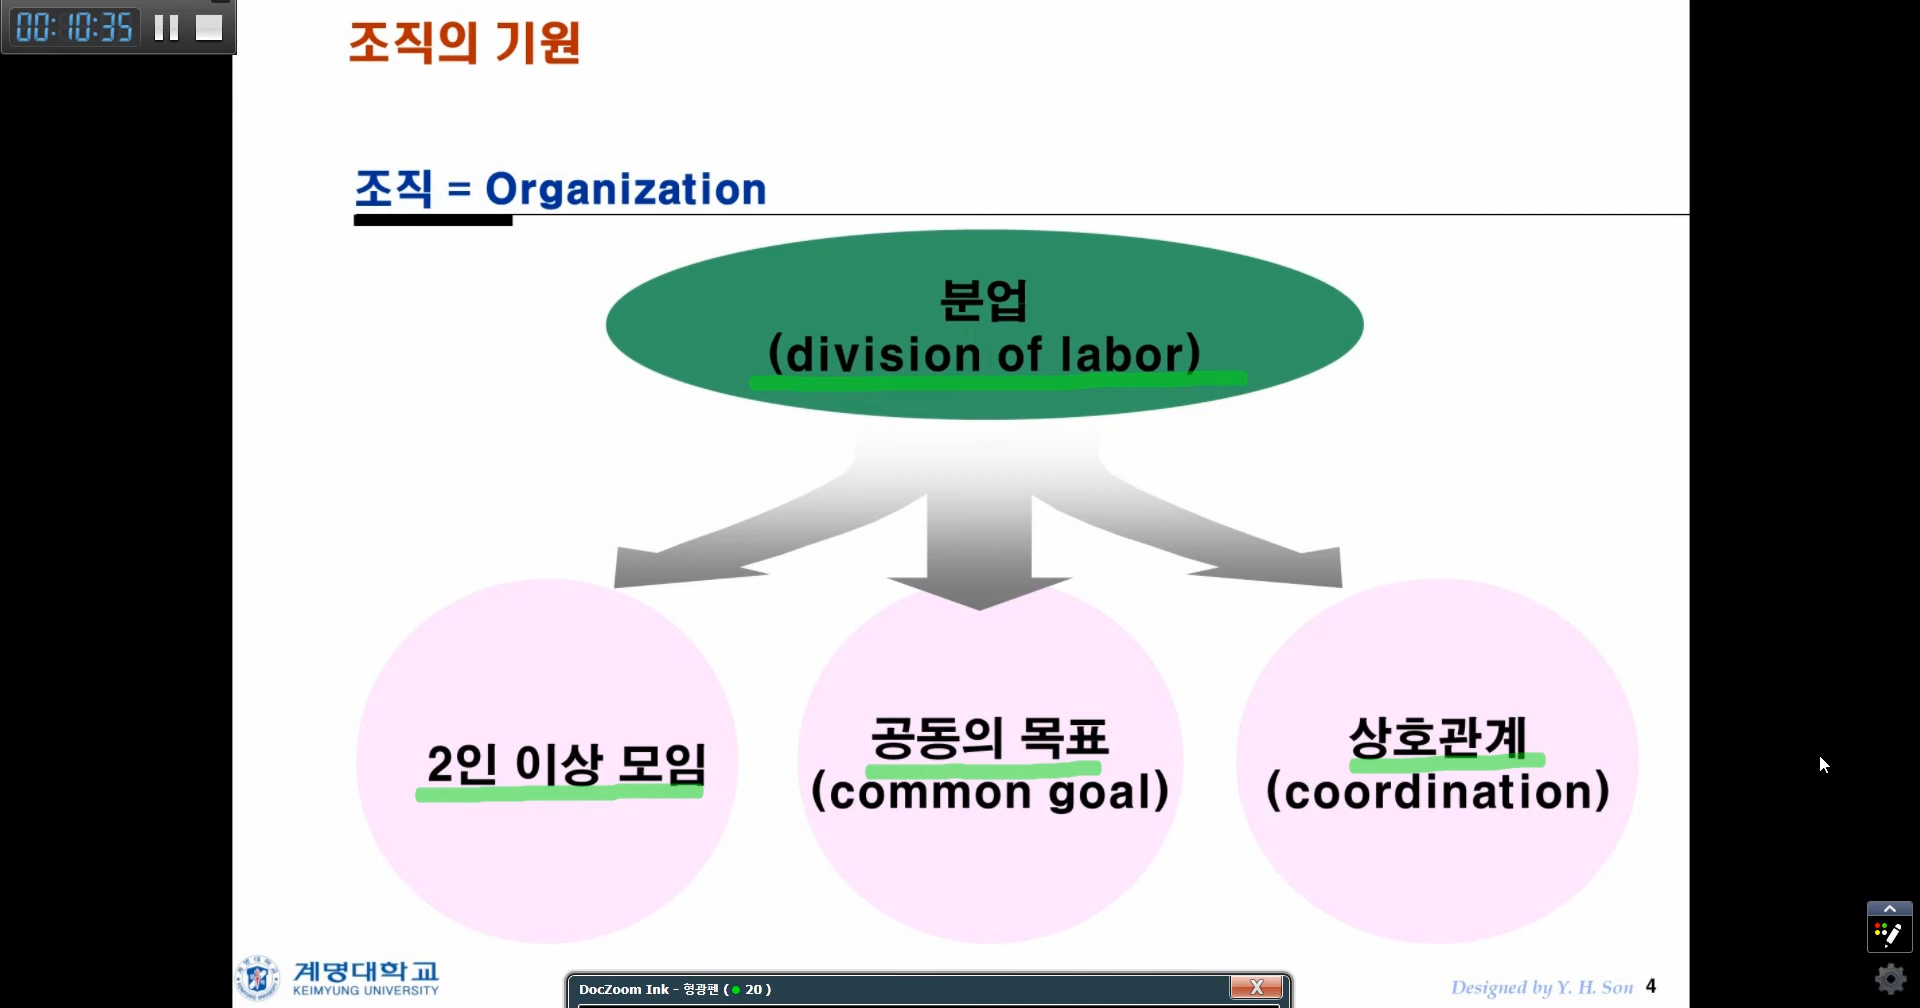 00:10:35
조직의 기원
조직 = Organization
분업
(division of labor)
2인 이상 모임
공동의 목표
(common goal)
상호관계
(coordination)
계명대학교
KEIMYUNG UNIVERSITY
DocZoom Ink - 형광펜 ( ● 20 )
Designed by Y. H. Son 4